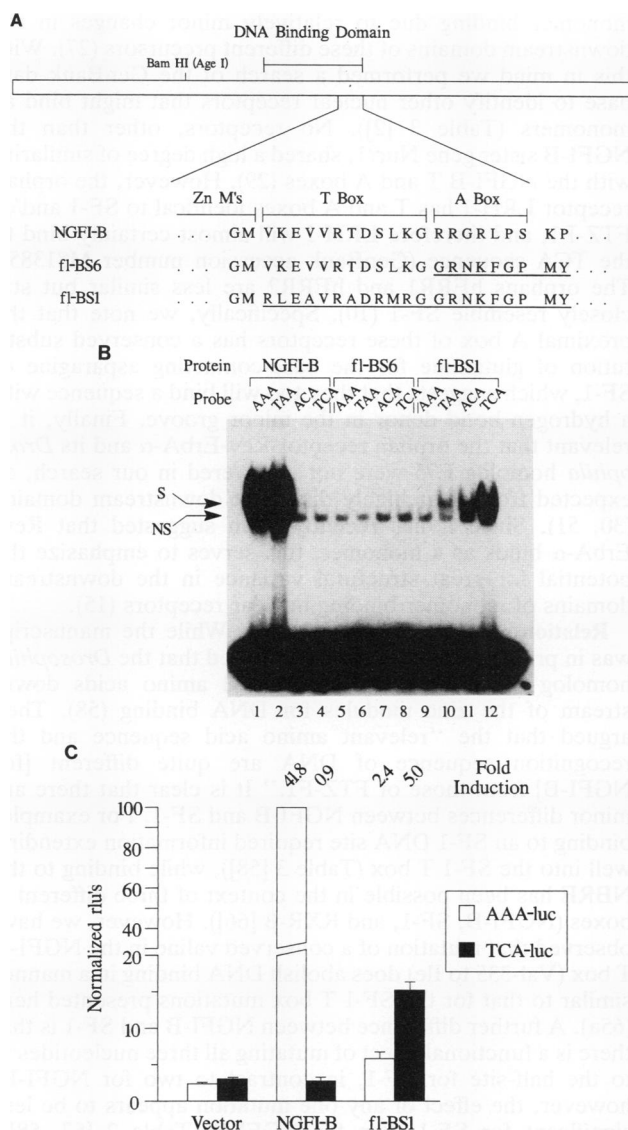 A
DNA Binding Domain
Bam HI (Age I)
Zn M's T Box A Box
NGFI-B . . GM VKEVVRTDSLKG RRGRLPS KP . .
fl-BS6 . . GM VKEVVRTDSLKG GRNKFGP MY . .
fl-BS1 . . GM RLEAVRADRMRG GRNKFGP MY . .
B
Protein NGFI-B fl-BS6 fl-BS1
Probe AAA TAA ACA TCA AAA TAA ACA TCA AAA TAA TCA
S
NS
1 2 3 4 5 6 7 8 9 10 11 12
C
41.8 0.9 2.4 5.0 Fold
Induction
Normalized rlu's
100
80
60
40
20
10
0
AAA-luc
TCA-luc
Vector NGFI-B fl-BS1